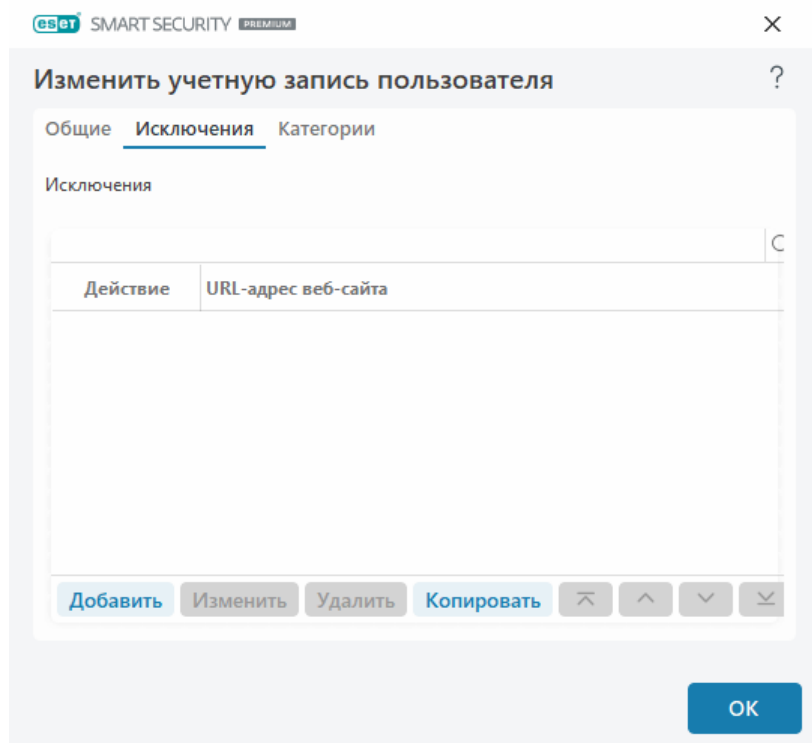 eset SMART SECURITY PREMIUM
Изменить учетную запись пользователя ?
Общие Исключения Категории
Исключения
Действие URL-адрес веб-сайта
Добавить Изменить Удалить Копировать
ОК